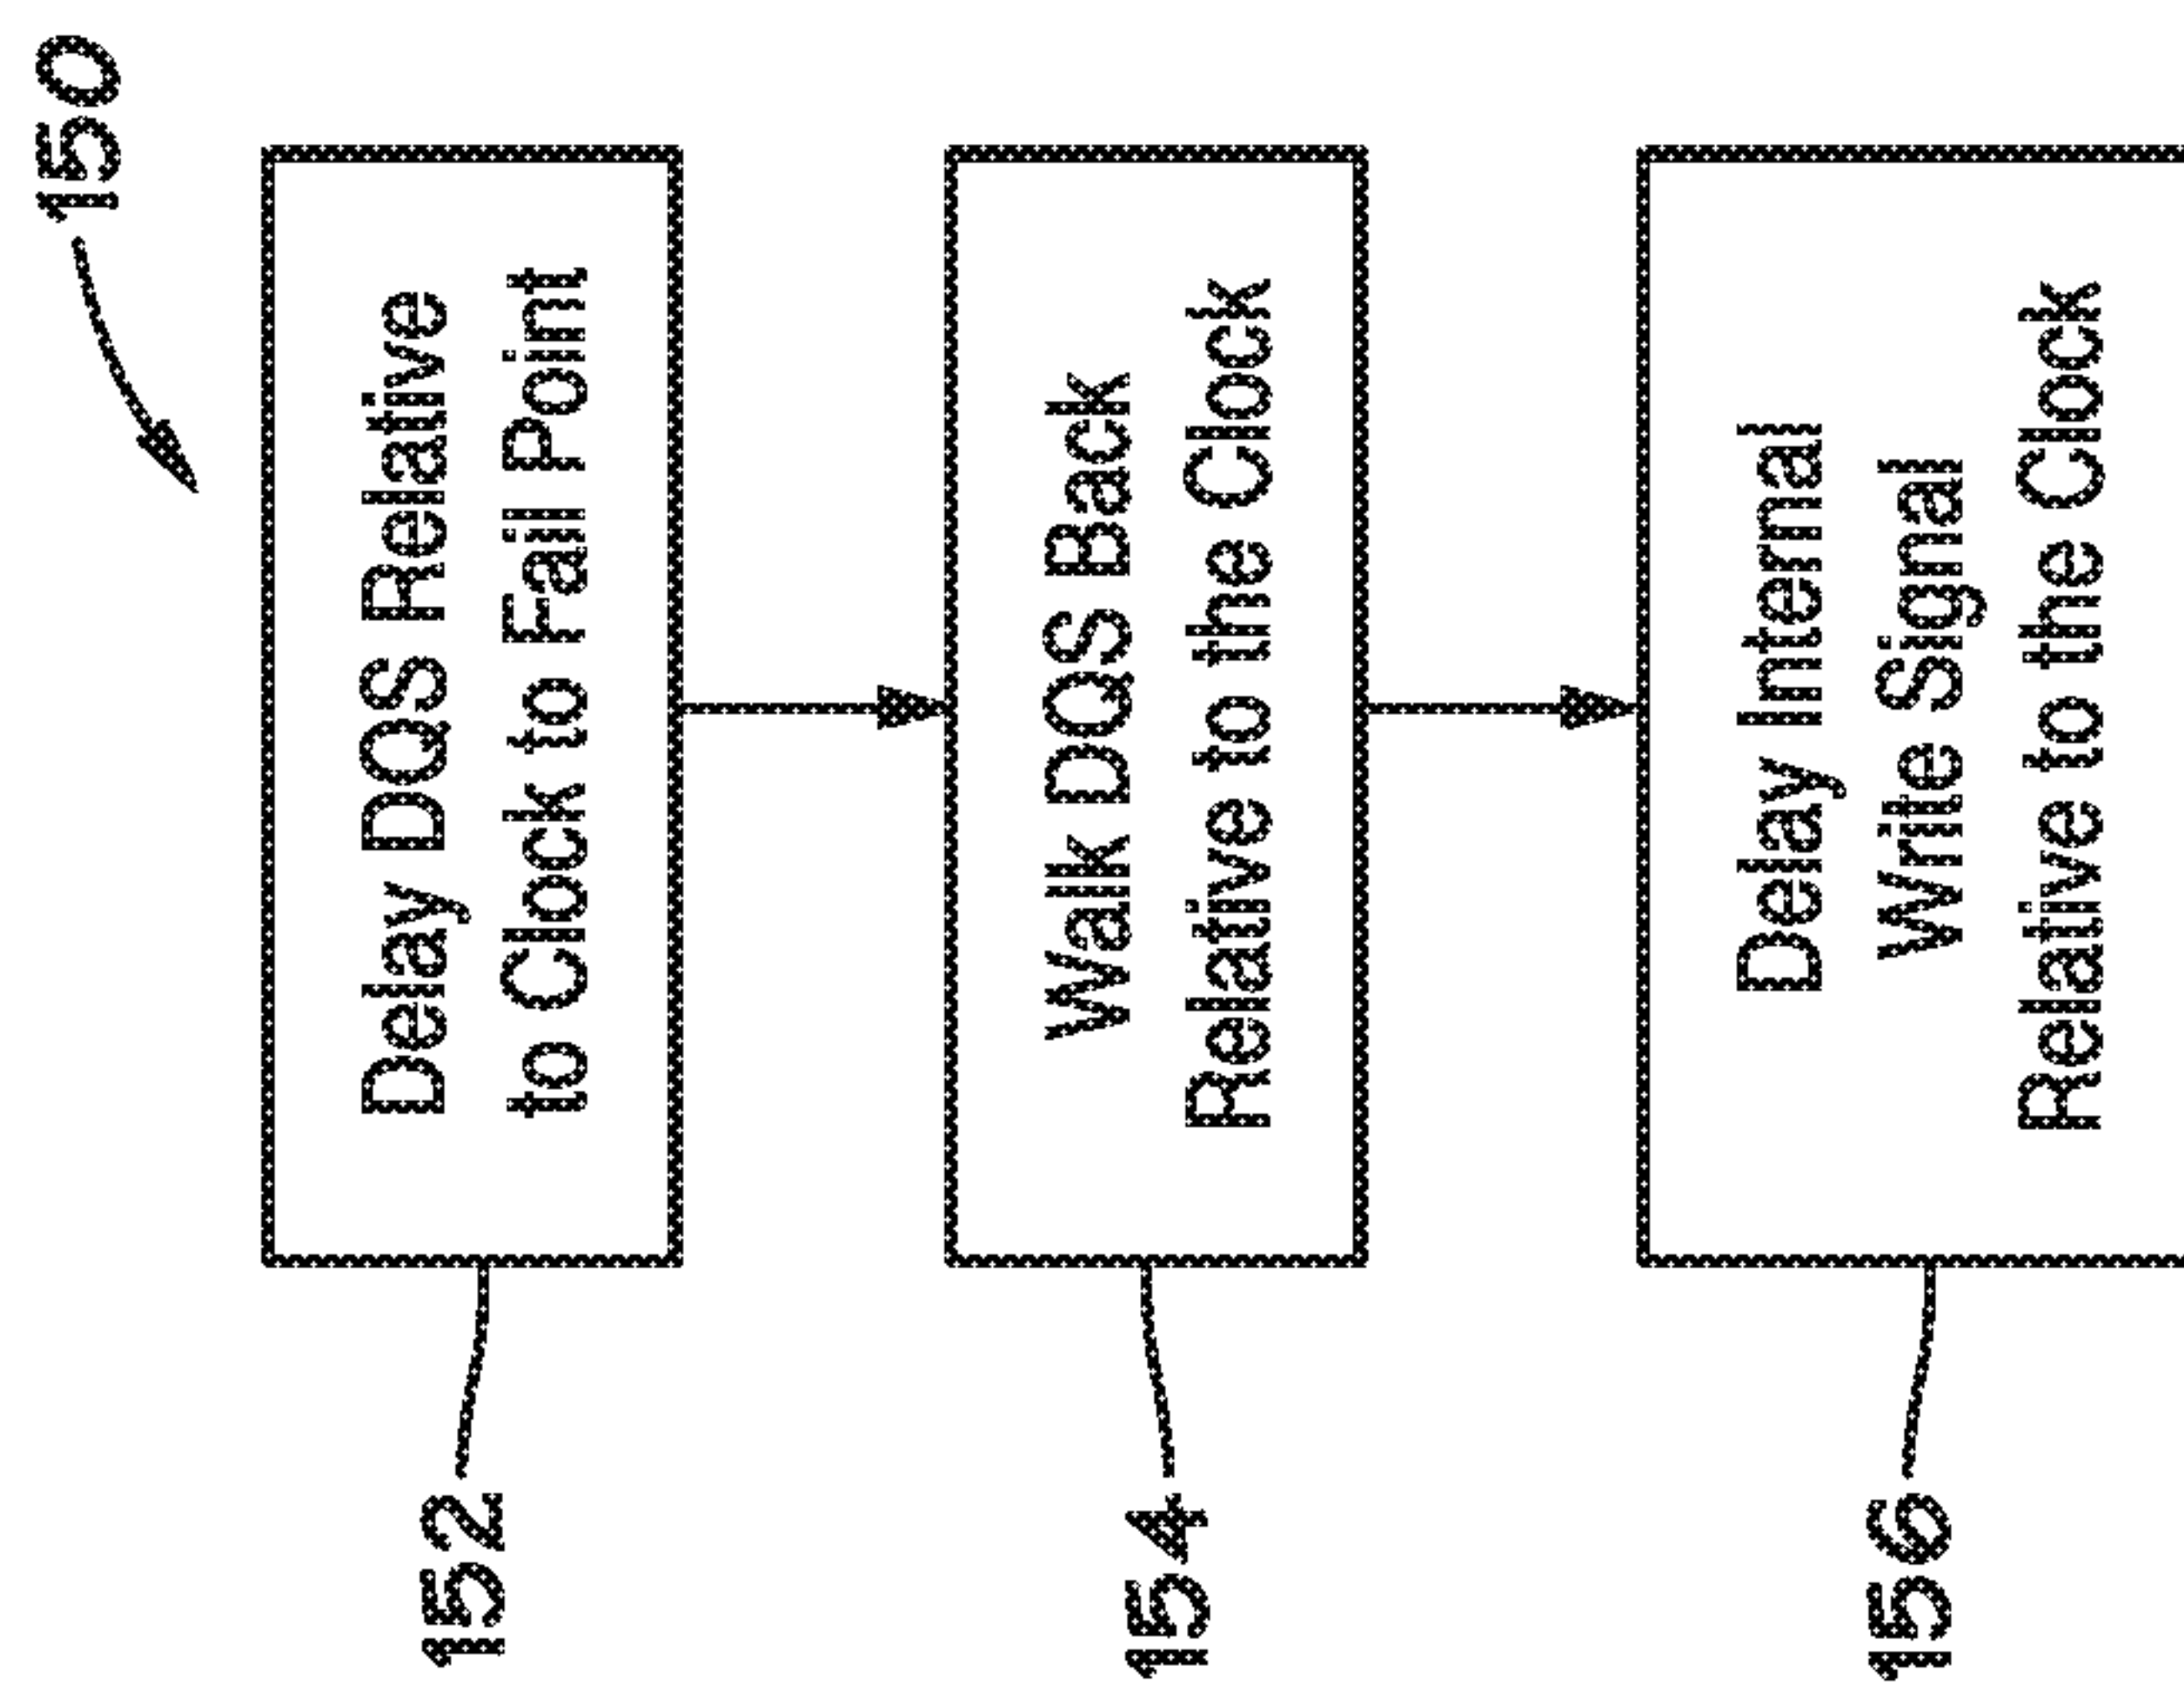 150
152
Delay DQS Relative
to Clock to Fail Point
154
Walk DQS Back
Relative to the Clock
156
Delay Internal
Write Signal
Relative to the Clock